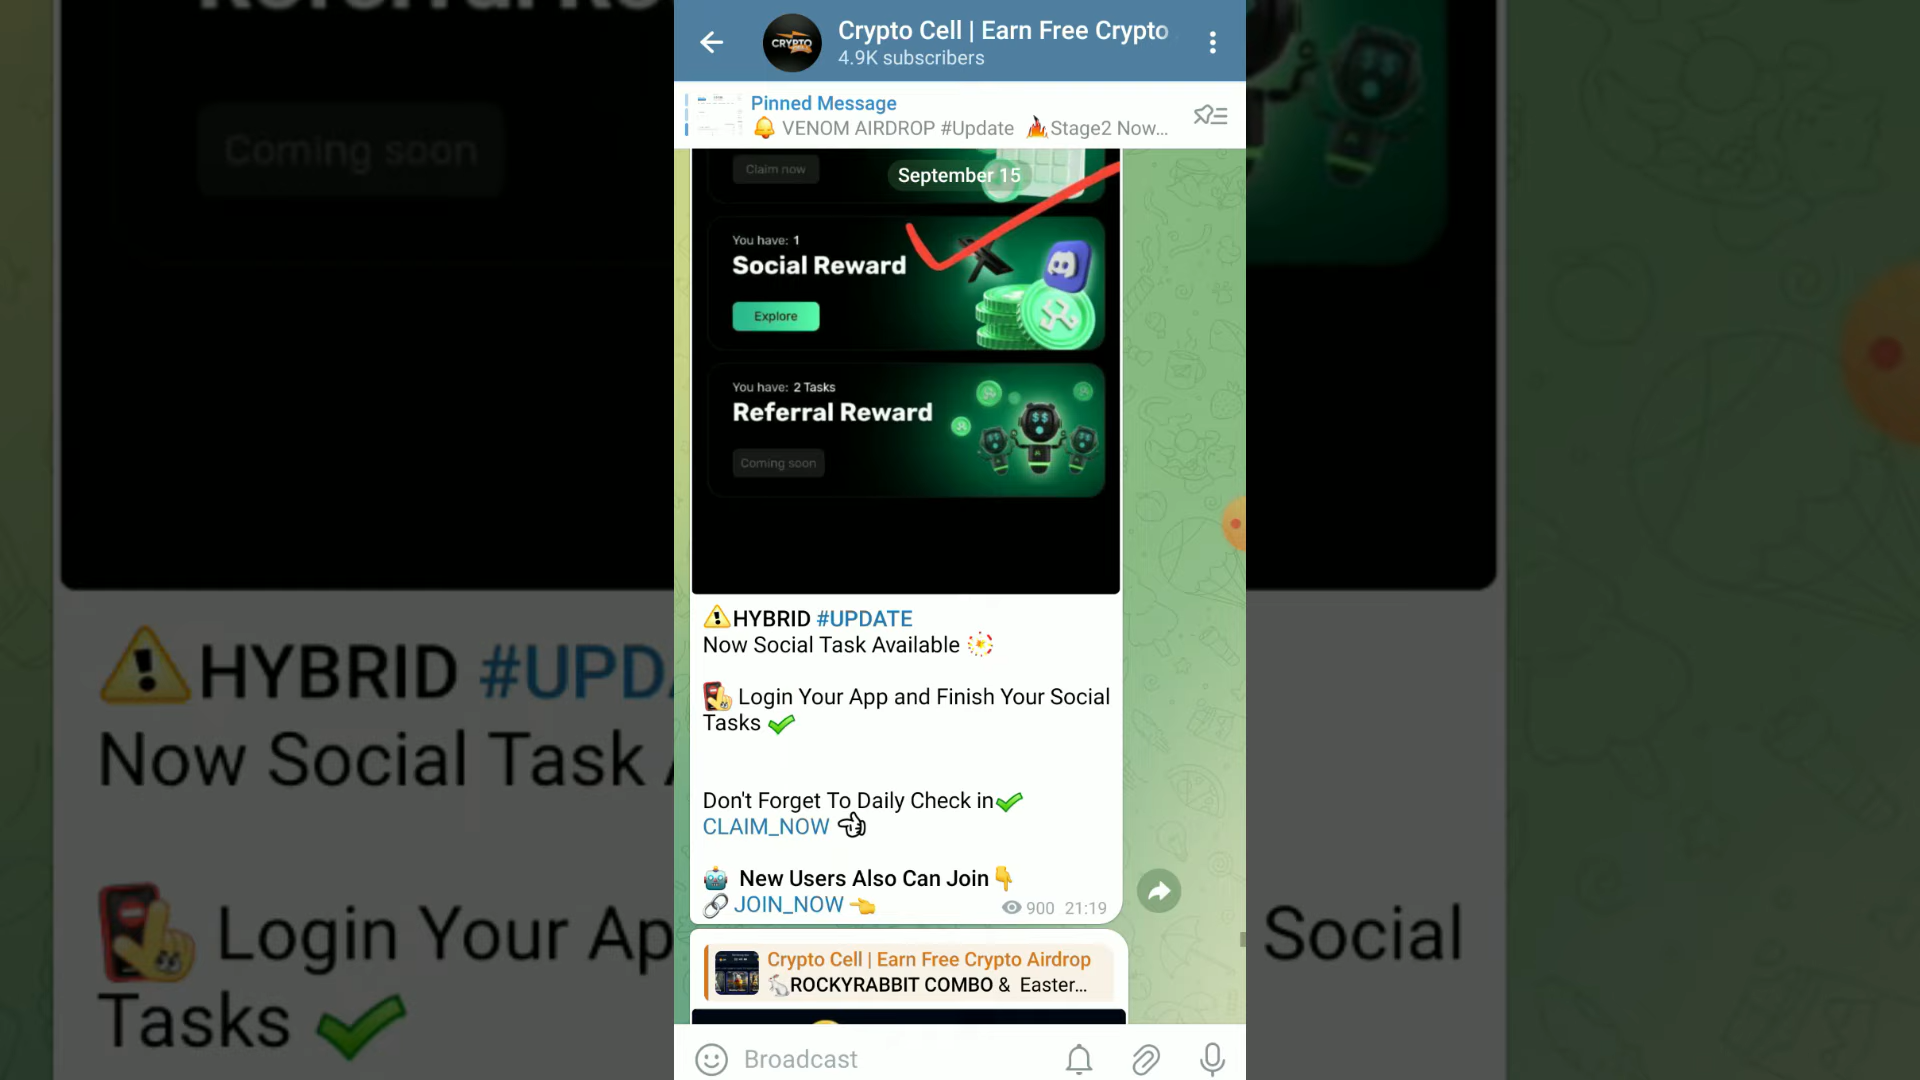 Crypto Cell | Earn Free Crypto
4.9K subscribers
CRYPTO
Pinned Message
🔔 VENOM AIRDROP #Update 🔥Stage2 Now...
Claim now
September 15
You have: 1
Social Reward
Explore
You have: 2 Tasks
Referral Reward
Coming soon
⚠️HYBRID #UPDATE
Now Social Task Available
Login Your App and Finish Your Social
Tasks ✅
Don't Forget To Daily Check in✅
CLAIM_NOW
🤖 New Users Also Can Join👇
🔗 JOIN_NOW 👈
900 21:19
Crypto Cell | Earn Free Crypto Airdrop
🐇ROCKYRABBIT COMBO & Easter...
Broadcast
Coming soon
⚠️HYBRID #UPDA
Now Social Task
Login Your Ap
Social
Tasks ✅